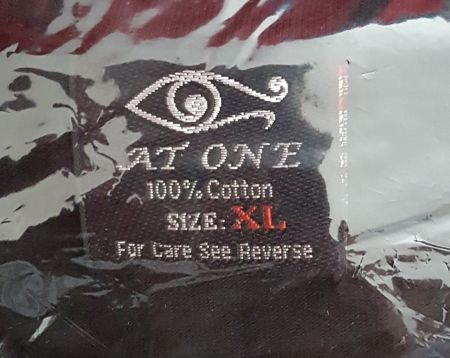 AT ONE
100% Cotton
SIZE: XL
For Care See Reverse